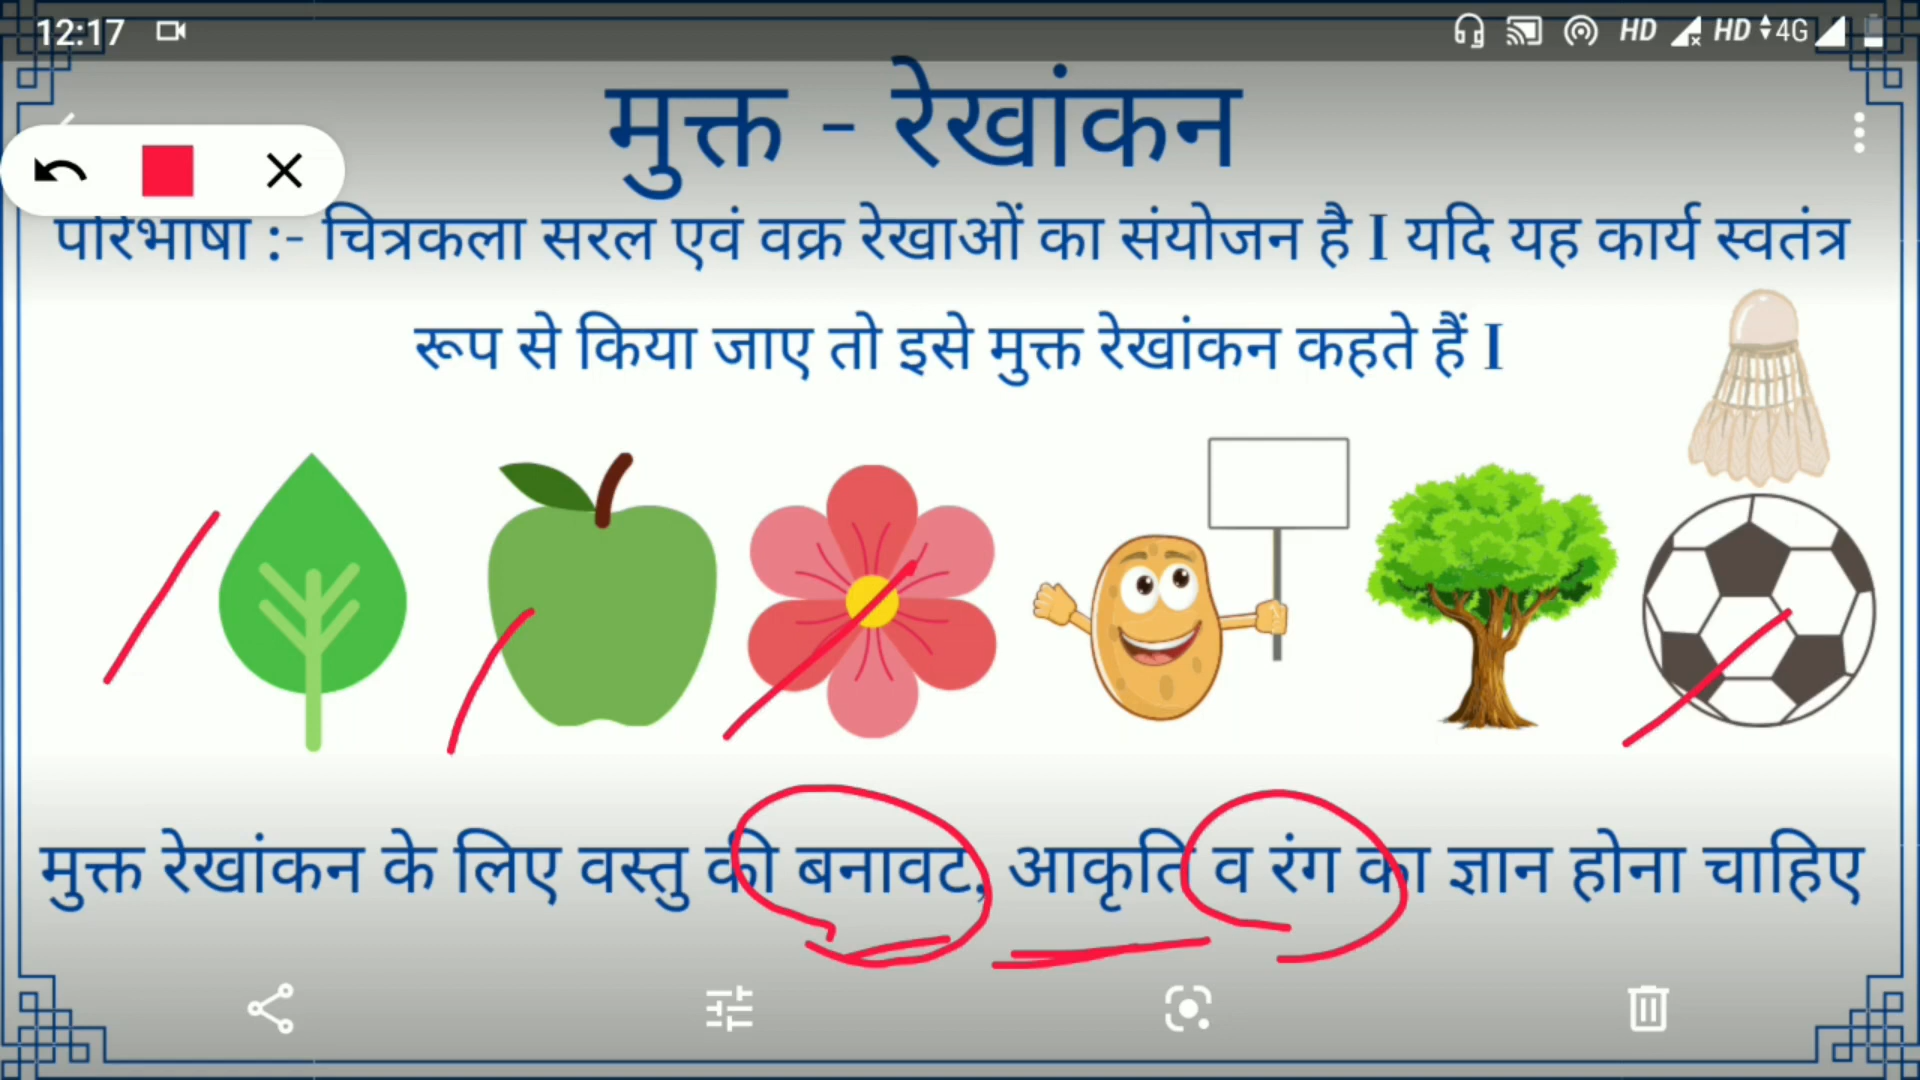 12:17 HD HD 4G
मुक्त - रेखांकन
परिभाषा :- चित्रकला सरल एवं वक्र रेखाओं का संयोजन है I यदि यह कार्य स्वतंत्र
रूप से किया जाए तो इसे मुक्त रेखांकन कहते हैं I
मुक्त रेखांकन के लिए वस्तु की बनावट, आकृति व रंग का ज्ञान होना चाहिए